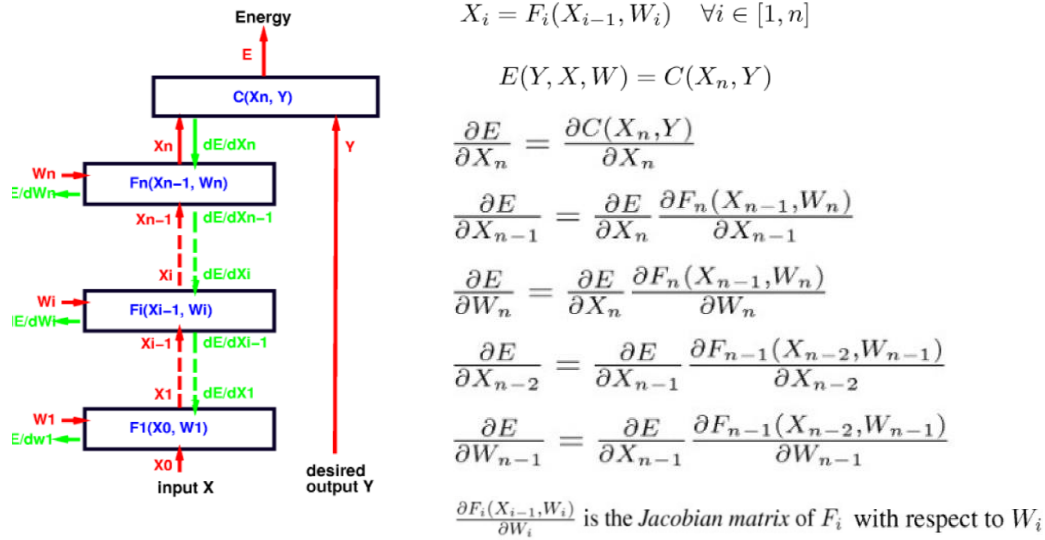 Energy
E
C(Xn, Y)
Xn
dE/dXn
Y
Wn
E/dWn
Fn(Xn−1, Wn)
Xn−1
dE/dXn−1
Xi
dE/dXi
Wi
E/dWi
Fi(Xi−1, Wi)
Xi−1
dE/dXi−1
X1
dE/dX1
W1
E/dw1
F1(X0, W1)
X0
input X
desired
output Y
X_i = F_i(X_{i−1}, W_i) ∀i ∈ [1, n]
E(Y, X, W) = C(X_n, Y)
∂E/∂X_n = ∂C(X_n,Y)/∂X_n
∂E/∂X_{n−1} = ∂E/∂X_n ∂F_n(X_{n−1},W_n)/∂X_{n−1}
∂E/∂W_n = ∂E/∂X_n ∂F_n(X_{n−1},W_n)/∂W_n
∂E/∂X_{n−2} = ∂E/∂X_{n−1} ∂F_{n−1}(X_{n−2},W_{n−1})/∂X_{n−2}
∂E/∂W_{n−1} = ∂E/∂X_{n−1} ∂F_{n−1}(X_{n−2},W_{n−1})/∂W_{n−1}
∂F_i(X_{i−1},W_i)/∂W_i is the Jacobian matrix of F_i with respect to W_i